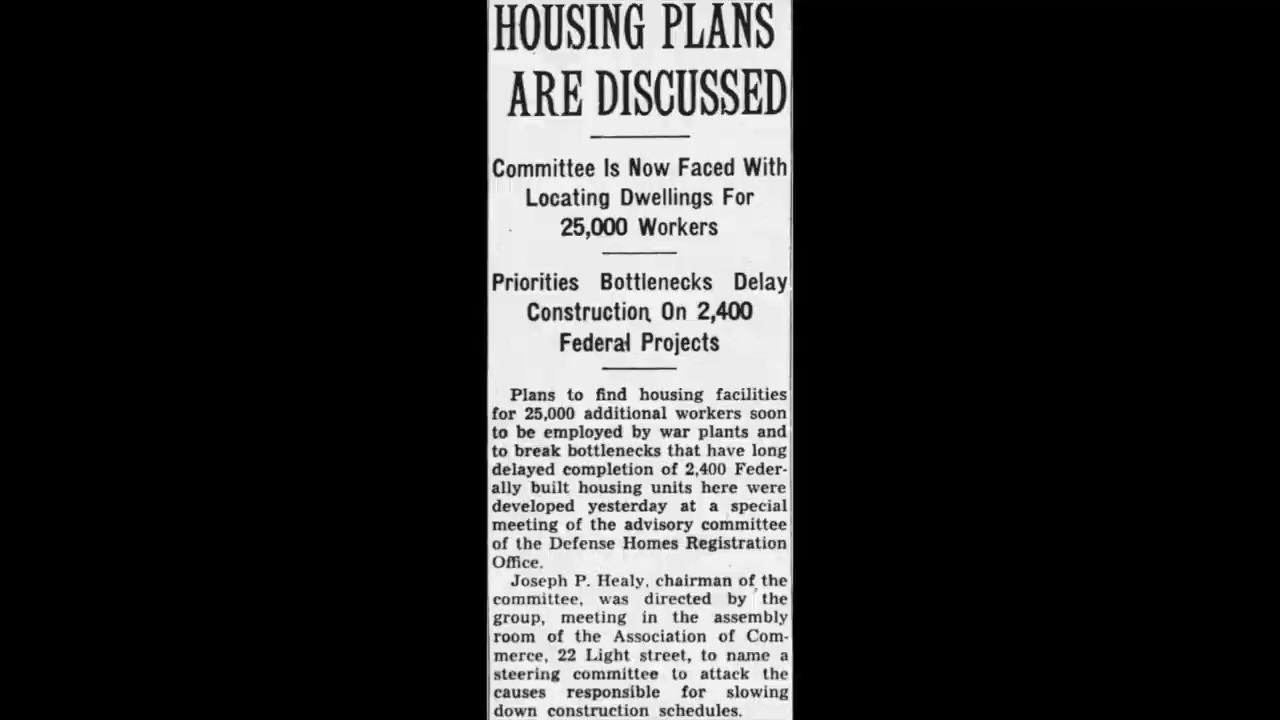 HOUSING PLANS
ARE DISCUSSED
Committee Is Now Faced With
Locating Dwellings For
25,000 Workers
Priorities Bottlenecks Delay
Construction On 2,400
Federal Projects
Plans to find housing facilities
for 25,000 additional workers soon
to be employed by war plants and
to break bottlenecks that have long
delayed completion of 2,400 Feder-
ally built housing units here were
developed yesterday at a special
meeting of the advisory committee
of the Defense Homes Registration
Office.
Joseph P. Healy, chairman of the
committee, was directed by the
group, meeting in the assembly
room of the Association of Com-
merce, 22 Light street, to name a
steering committee to attack the
causes responsible for slowing
down construction schedules.